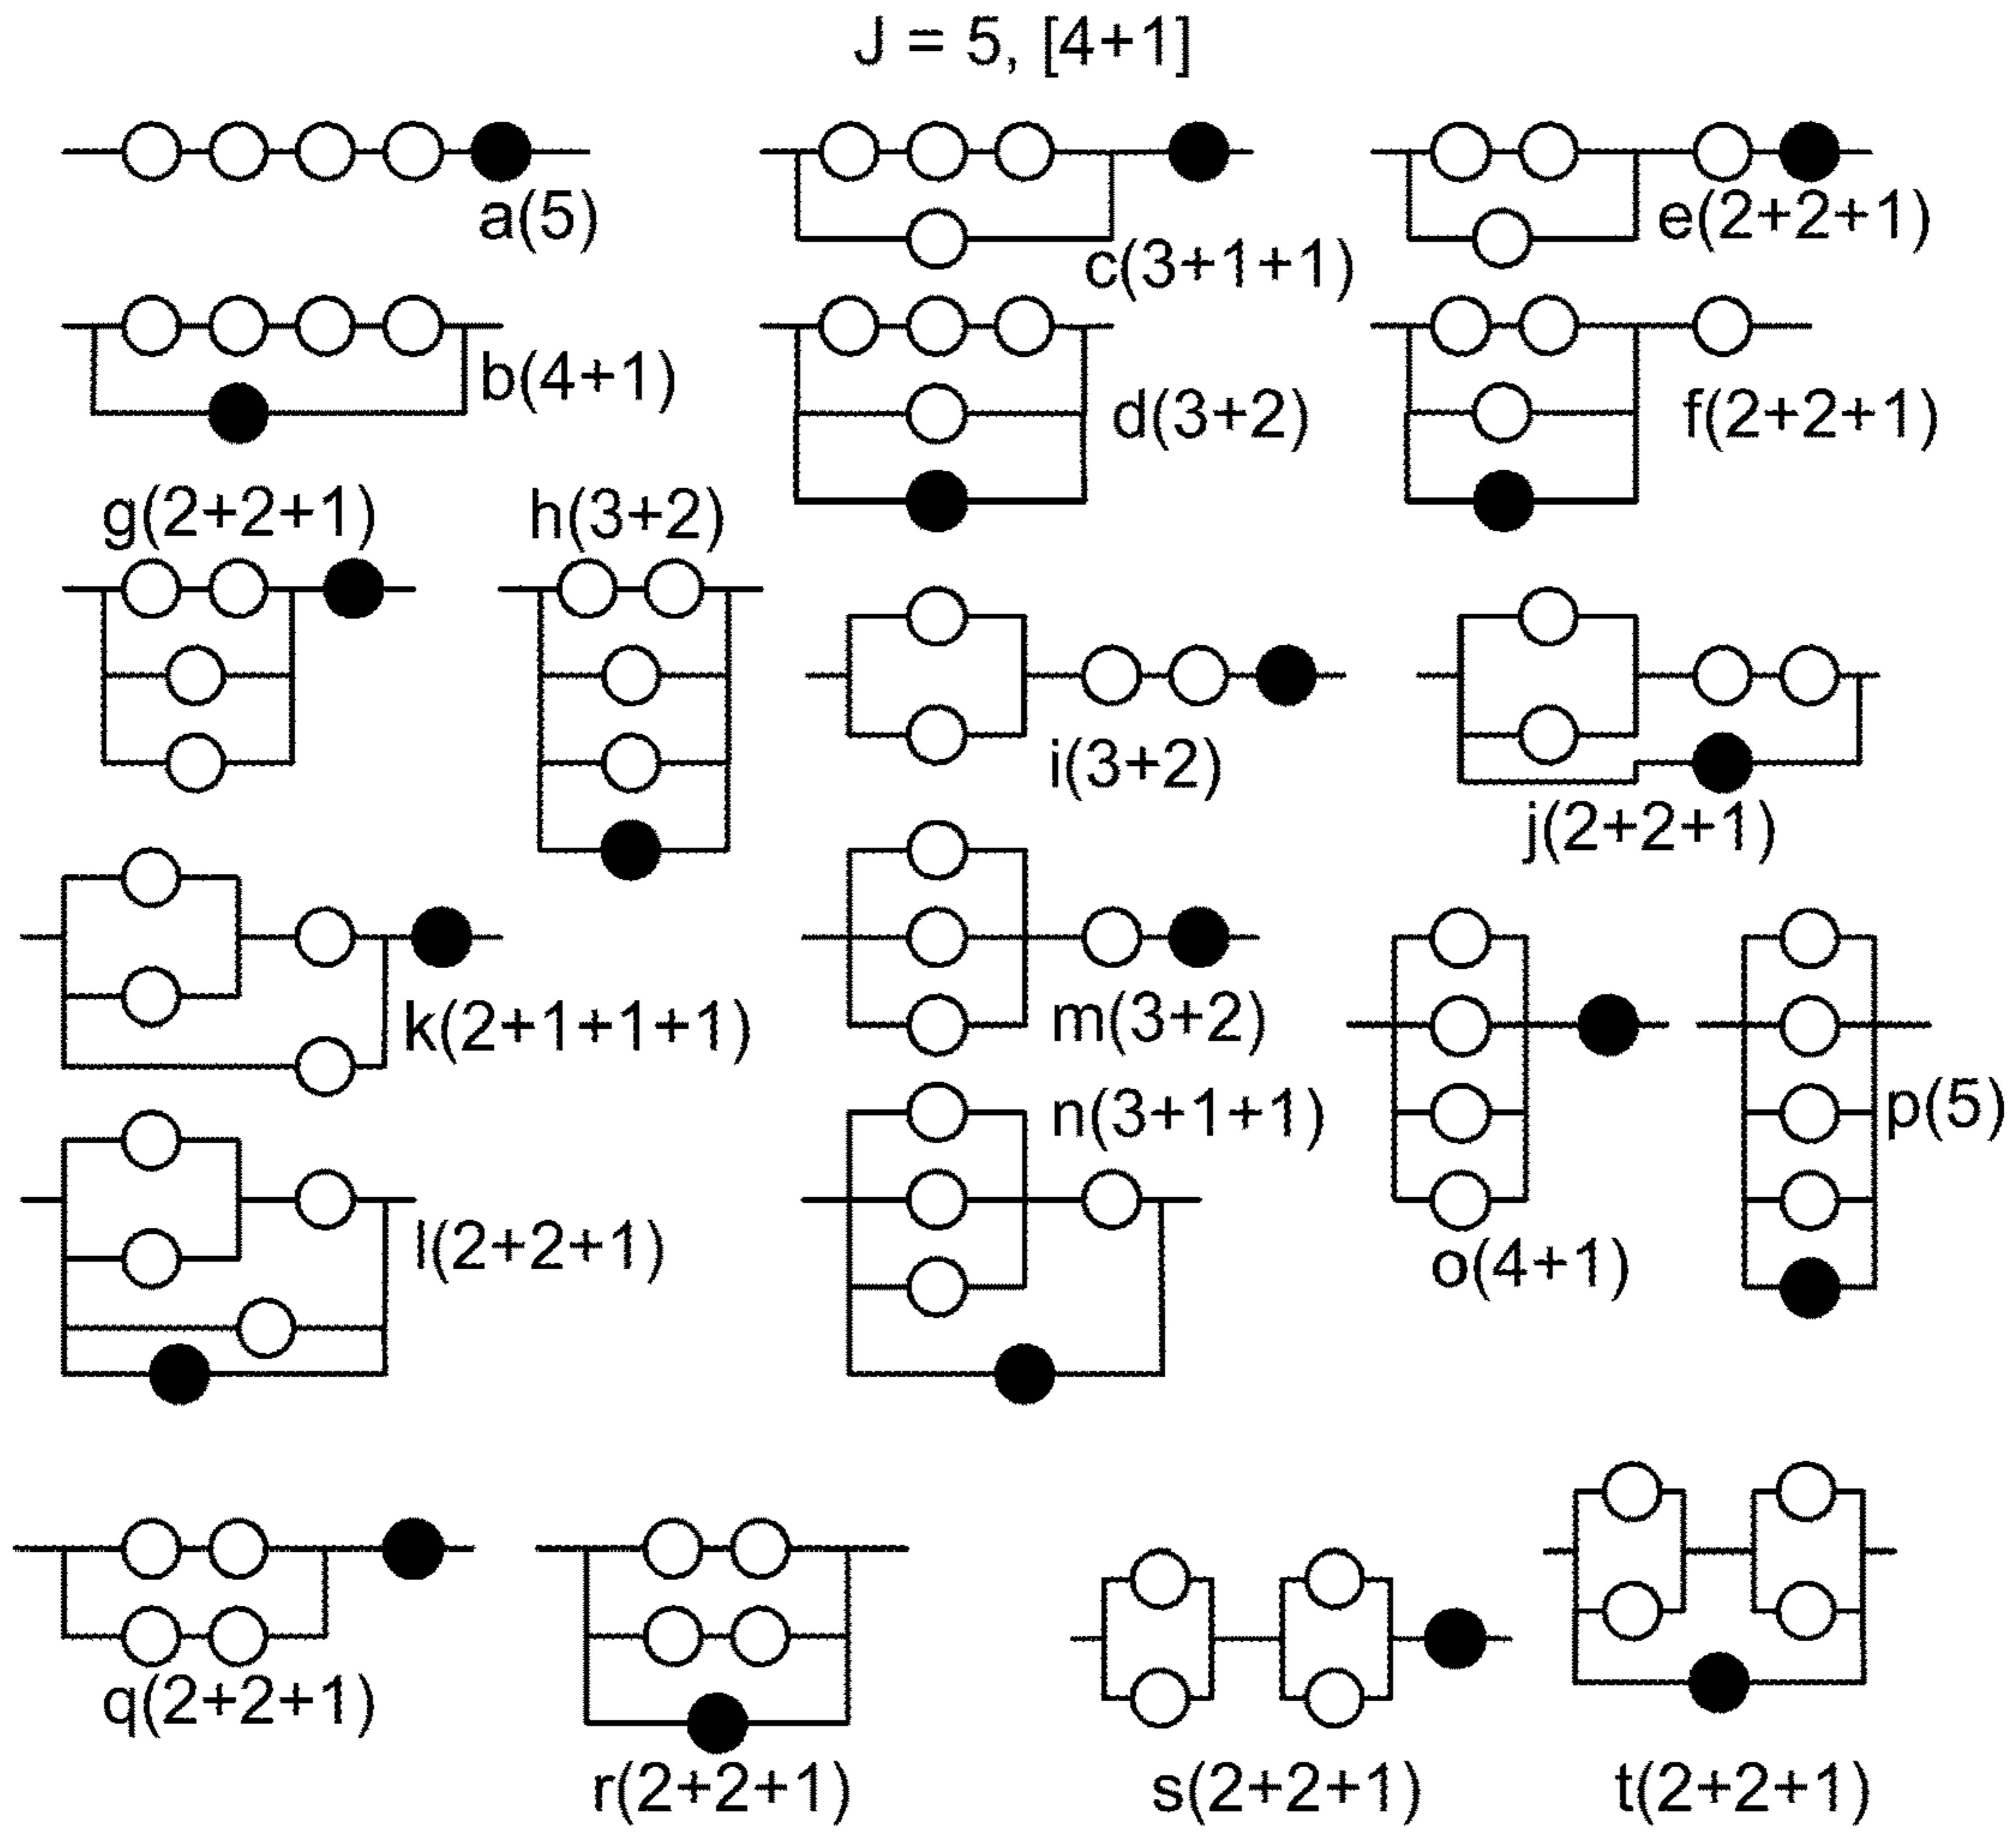 J = 5, [4+1]
a(5)
c(3+1+1)
e(2+2+1)
b(4+1)
d(3+2)
f(2+2+1)
g(2+2+1)
h(3+2)
i(3+2)
j(2+2+1)
k(2+1+1+1)
m(3+2)
n(3+1+1)
p(5)
l(2+2+1)
o(4+1)
q(2+2+1)
r(2+2+1)
s(2+2+1)
t(2+2+1)